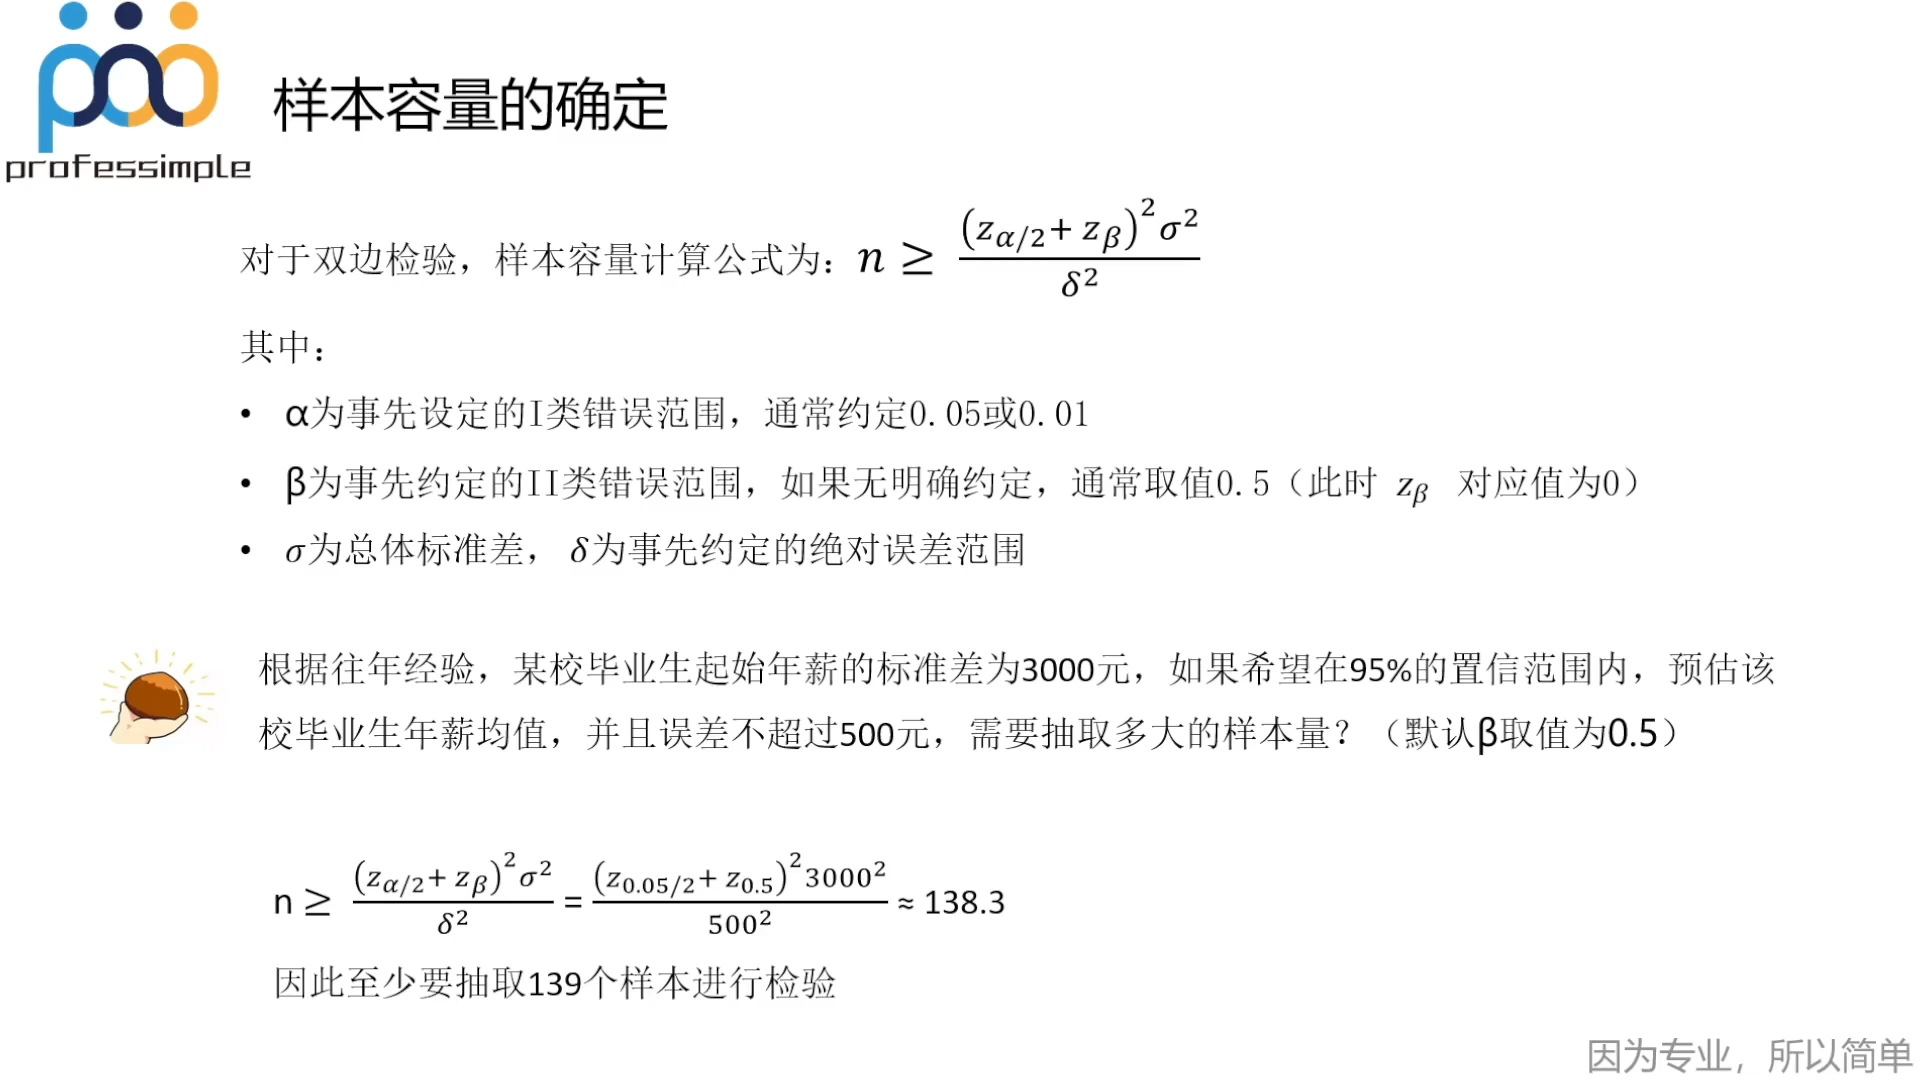 professimple
样本容量的确定
对于双边检验，样本容量计算公式为：n ≥ (z_{α/2}+ z_β)^2 σ^2 / δ^2
其中：
• α为事先设定的I类错误范围，通常约定0.05或0.01
• β为事先约定的II类错误范围，如果无明确约定，通常取值0.5（此时 z_β 对应值为0）
• σ为总体标准差， δ为事先约定的绝对误差范围
根据往年经验，某校毕业生起始年薪的标准差为3000元，如果希望在95%的置信范围内，预估该
校毕业生年薪均值，并且误差不超过500元，需要抽取多大的样本量？（默认β取值为0.5）
n ≥ (z_{α/2}+ z_β)^2 σ^2 / δ^2 = (z_{0.05/2}+ z_{0.5})^2 3000^2 / 500^2 ≈ 138.3
因此至少要抽取139个样本进行检验
因为专业，所以简单